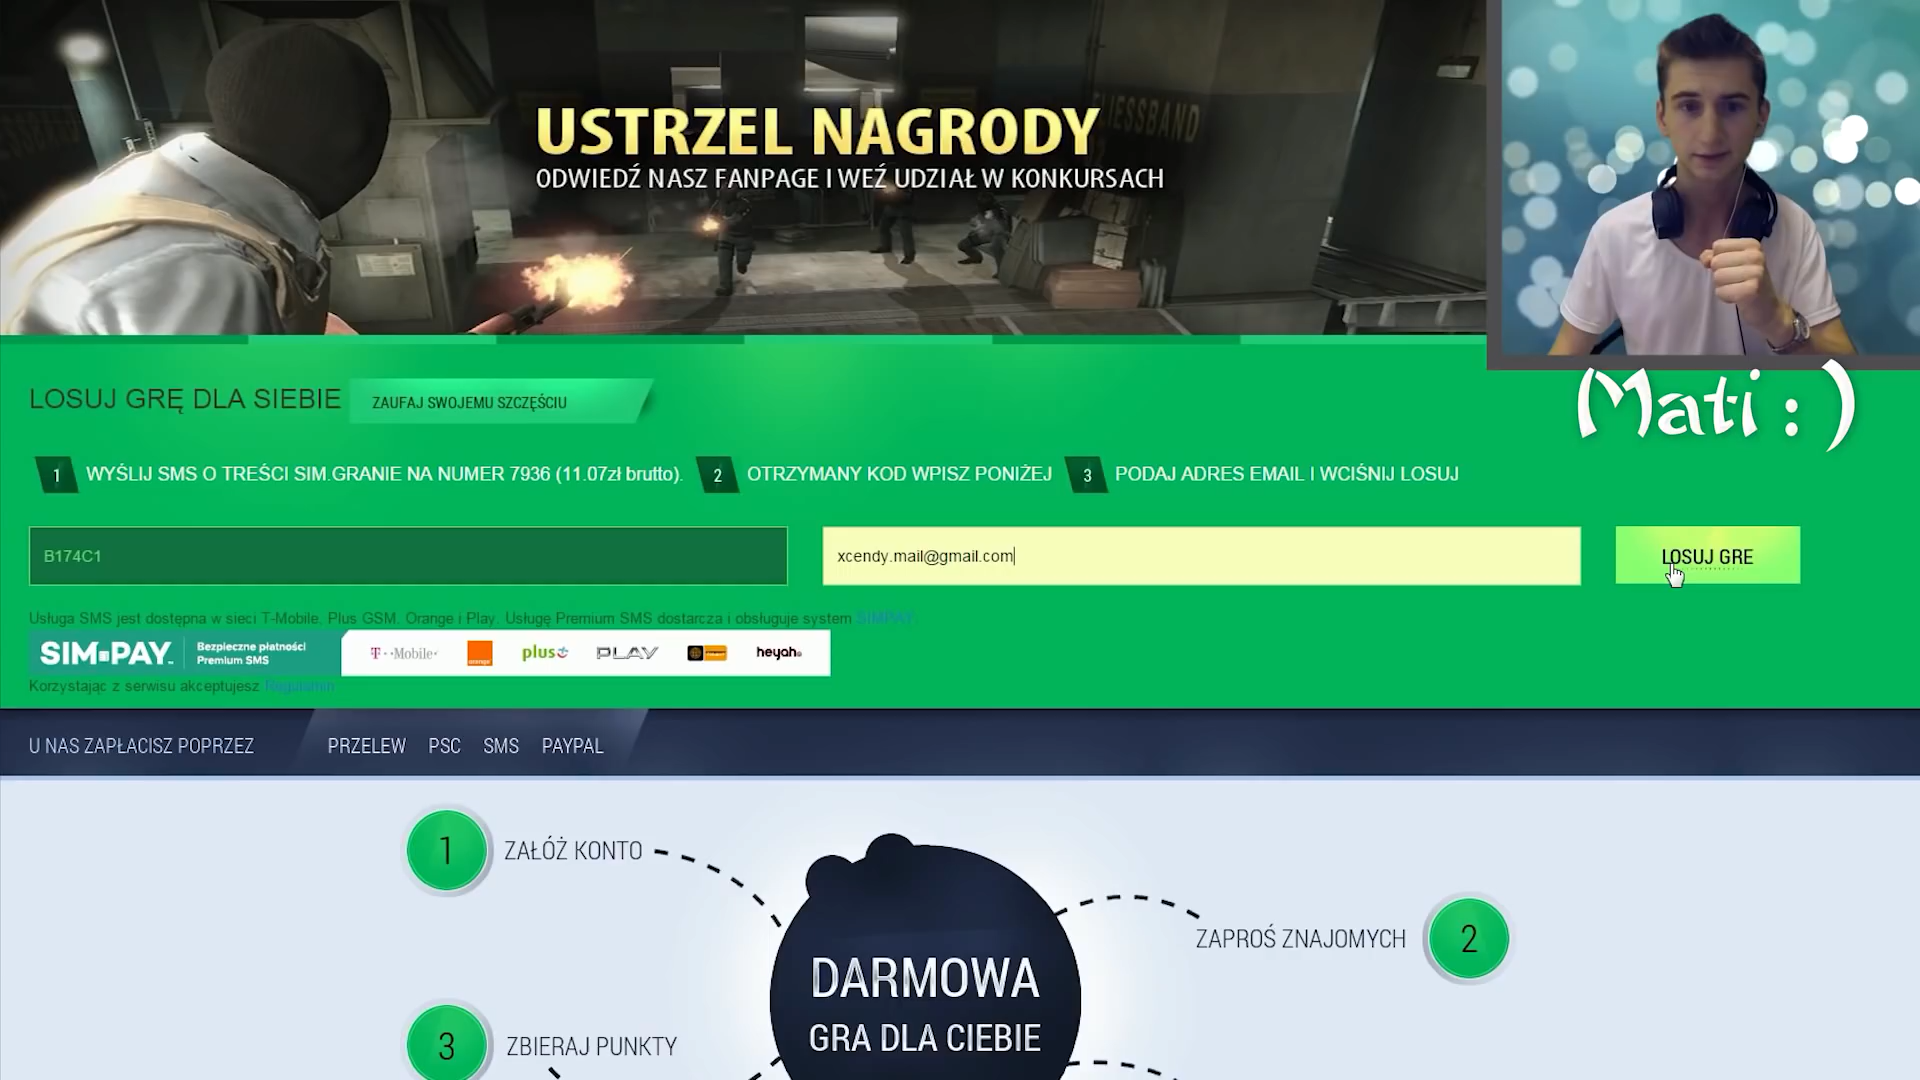 USTRZEL NAGRODY
ODWIEDŹ NASZ FANPAGE I WEŹ UDZIAŁ W KONKURSACH
FLIESSBAND
Mati : )
LOSUJ GRĘ DLA SIEBIE
ZAUFAJ SWOJEMU SZCZĘŚCIU
1 WYŚLIJ SMS O TREŚCI SIM.GRANIE NA NUMER 7936 (11.07zł brutto).
2 OTRZYMANY KOD WPISZ PONIŻEJ
3 PODAJ ADRES EMAIL I WCIŚNIJ LOSUJ
B174C1
xcendy.mail@gmail.com
LOSUJ GRE
Usługa SMS jest dostępna w sieci T-Mobile, Plus GSM, Orange i Play. Usługę Premium SMS dostarcza i obsługuje system SIMPAY.
SIM PAY
Bezpieczne płatności
Premium SMS
T Mobile
orange
plus
PLAY
heyah
Korzystając z serwisu akceptujesz Regulamin
U NAS ZAPŁACISZ POPRZEZ
PRZELEW PSC SMS PAYPAL
1 ZAŁÓŻ KONTO
ZAPROŚ ZNAJOMYCH 2
DARMOWA
GRA DLA CIEBIE
3 ZBIERAJ PUNKTY